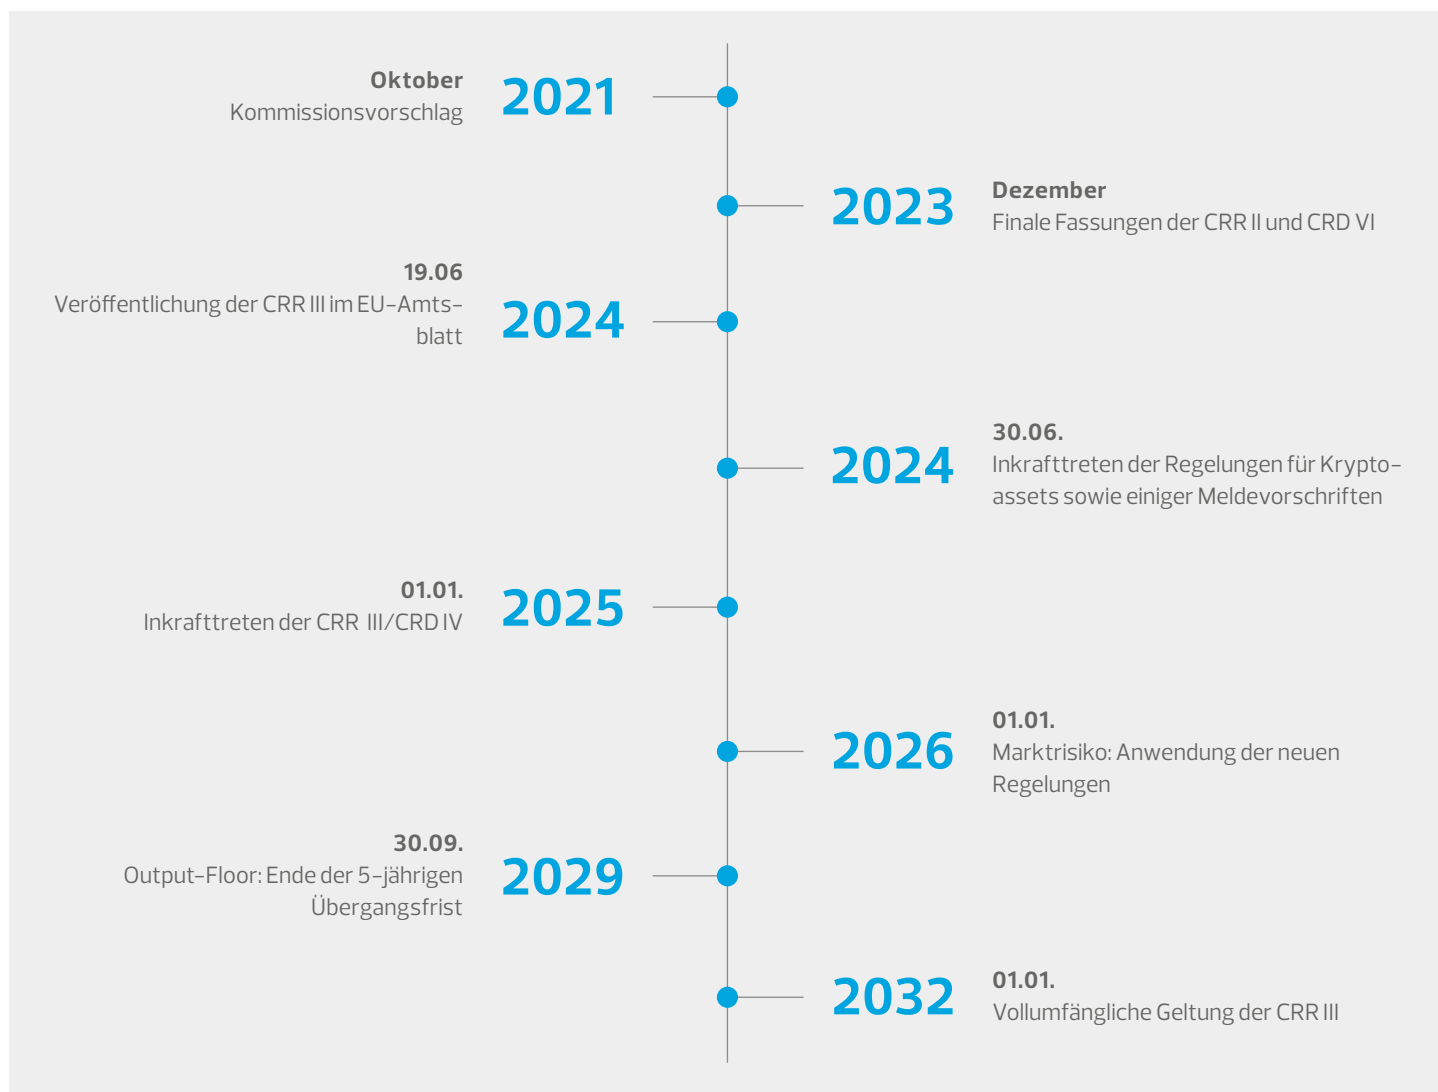 Oktober
Kommissionsvorschlag
2021
2023
Dezember
Finale Fassungen der CRR II und CRD VI
19.06
Veröffentlichung der CRR III im EU-Amts-
blatt
2024
2024
30.06.
Inkrafttreten der Regelungen für Krypto-
assets sowie einiger Meldevorschriften
01.01.
Inkrafttreten der CRR III/CRD IV
2025
2026
01.01.
Marktrisiko: Anwendung der neuen
Regelungen
30.09.
Output-Floor: Ende der 5-jährigen
Übergangsfrist
2029
2032
01.01.
Vollumfängliche Geltung der CRR III